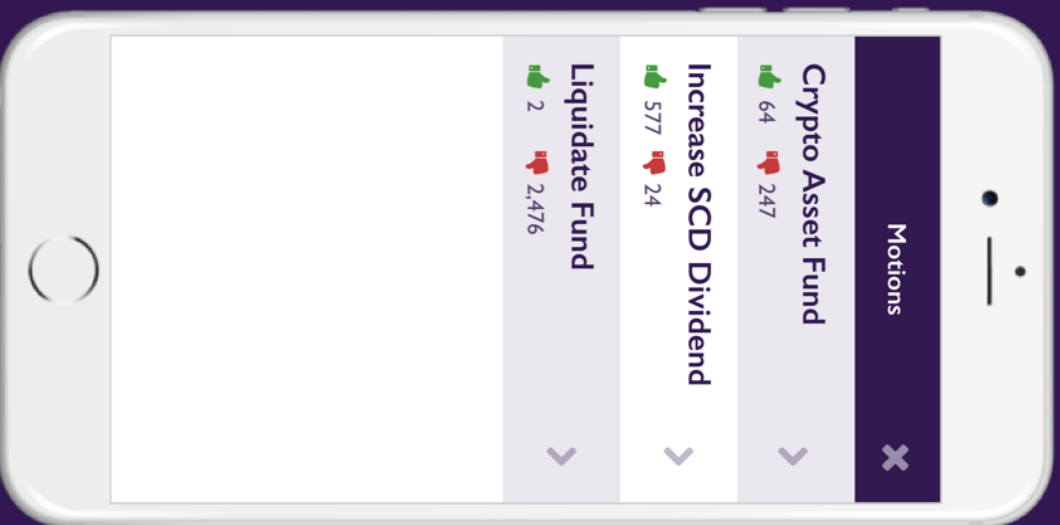 Motions
Crypto Asset Fund
64 247
Increase SCD Dividend
577 24
Liquidate Fund
2 2,476